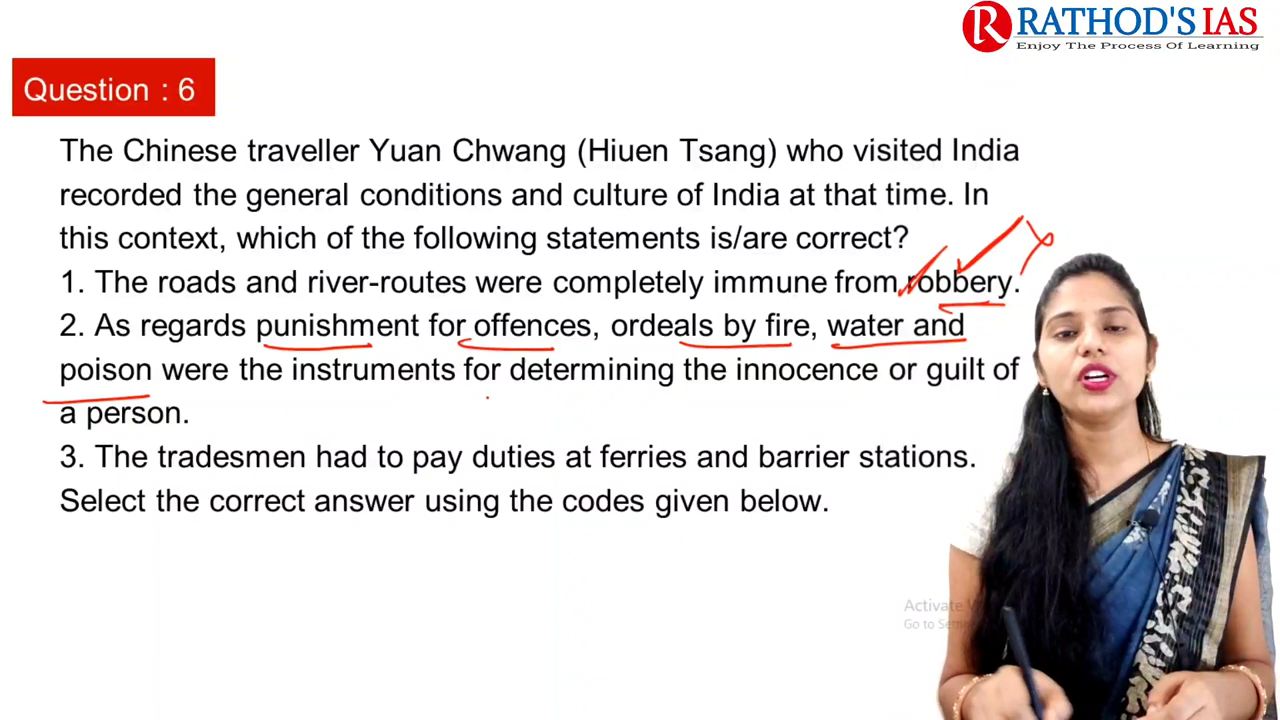 RATHOD'S IAS
Enjoy The Process Of Learning
Question : 6
The Chinese traveller Yuan Chwang (Hiuen Tsang) who visited India
recorded the general conditions and culture of India at that time. In
this context, which of the following statements is/are correct?
1. The roads and river-routes were completely immune from robbery.
2. As regards punishment for offences, ordeals by fire, water and
poison were the instruments for determining the innocence or guilt of
a person.
3. The tradesmen had to pay duties at ferries and barrier stations.
Select the correct answer using the codes given below.
Activate
Go to